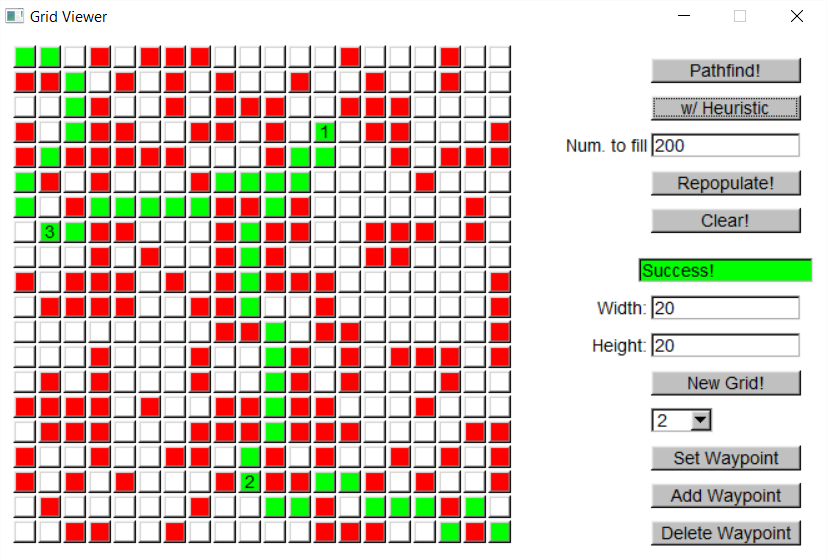 Grid Viewer
Pathfind!
w/ Heuristic
1
Num. to fill 200
Repopulate!
Clear!
3
Success!
Width: 20
Height: 20
New Grid!
2
Set Waypoint
2
Add Waypoint
Delete Waypoint